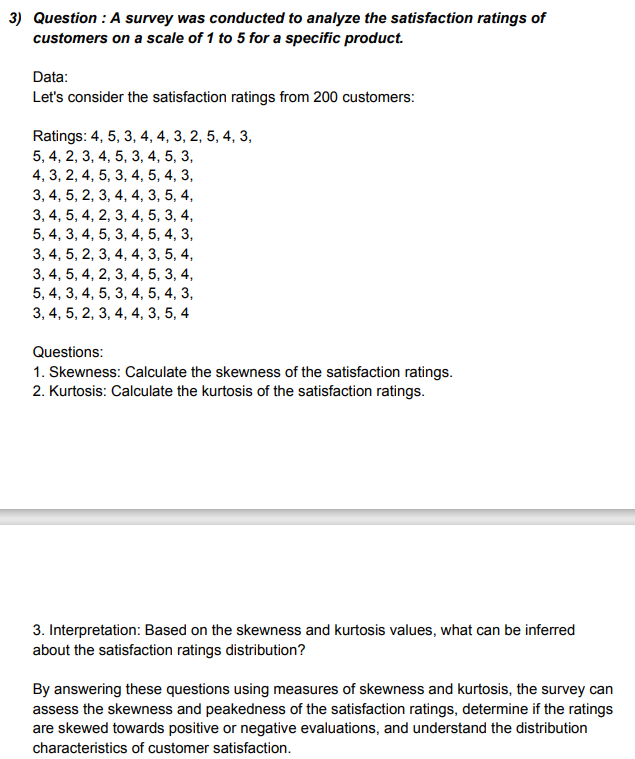 3) Question : A survey was conducted to analyze the satisfaction ratings of
customers on a scale of 1 to 5 for a specific product.
Data:
Let's consider the satisfaction ratings from 200 customers:
Ratings: 4, 5, 3, 4, 4, 3, 2, 5, 4, 3,
5, 4, 2, 3, 4, 5, 3, 4, 5, 3,
4, 3, 2, 4, 5, 3, 4, 5, 4, 3,
3, 4, 5, 2, 3, 4, 4, 3, 5, 4,
3, 4, 5, 4, 2, 3, 4, 5, 3, 4,
5, 4, 3, 4, 5, 3, 4, 5, 4, 3,
3, 4, 5, 2, 3, 4, 4, 3, 5, 4,
3, 4, 5, 4, 2, 3, 4, 5, 3, 4,
5, 4, 3, 4, 5, 3, 4, 5, 4, 3,
3, 4, 5, 2, 3, 4, 4, 3, 5, 4
Questions:
1. Skewness: Calculate the skewness of the satisfaction ratings.
2. Kurtosis: Calculate the kurtosis of the satisfaction ratings.
3. Interpretation: Based on the skewness and kurtosis values, what can be inferred
about the satisfaction ratings distribution?
By answering these questions using measures of skewness and kurtosis, the survey can
assess the skewness and peakedness of the satisfaction ratings, determine if the ratings
are skewed towards positive or negative evaluations, and understand the distribution
characteristics of customer satisfaction.